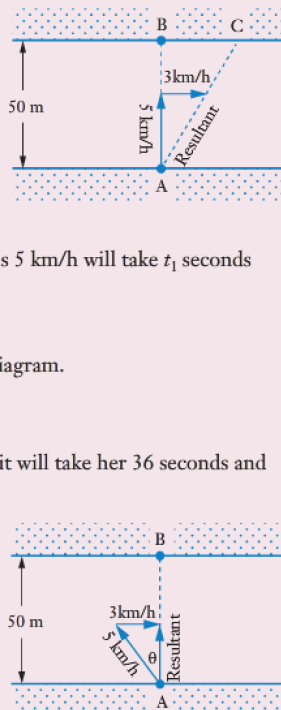 B
C
3km/h
50 m
5 km/h
Resultant
A
s 5 km/h will take t₁ seconds
iagram.
it will take her 36 seconds and
B
50 m
3km/h
5 km/h
θ
Resultant
A